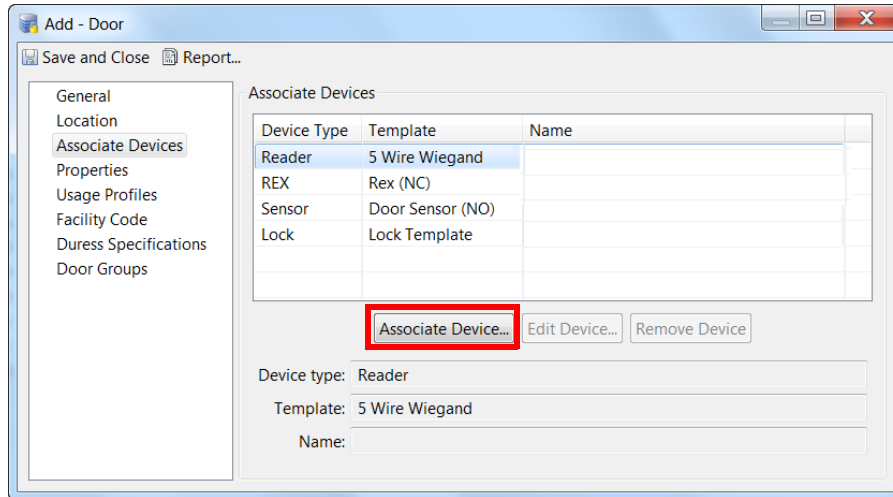 Add - Door
Save and Close Report...
General
Location
Associate Devices
Properties
Usage Profiles
Facility Code
Duress Specifications
Door Groups
Associate Devices
Device Type Template Name
Reader 5 Wire Wiegand
REX Rex (NC)
Sensor Door Sensor (NO)
Lock Lock Template
Associate Device... Edit Device... Remove Device
Device type: Reader
Template: 5 Wire Wiegand
Name: